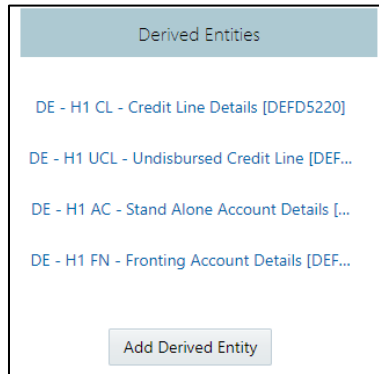 Derived Entities
DE - H1 CL - Credit Line Details [DEFD5220]
DE - H1 UCL - Undisbursed Credit Line [DEF...
DE - H1 AC - Stand Alone Account Details [...
DE - H1 FN - Fronting Account Details [DEF...
Add Derived Entity